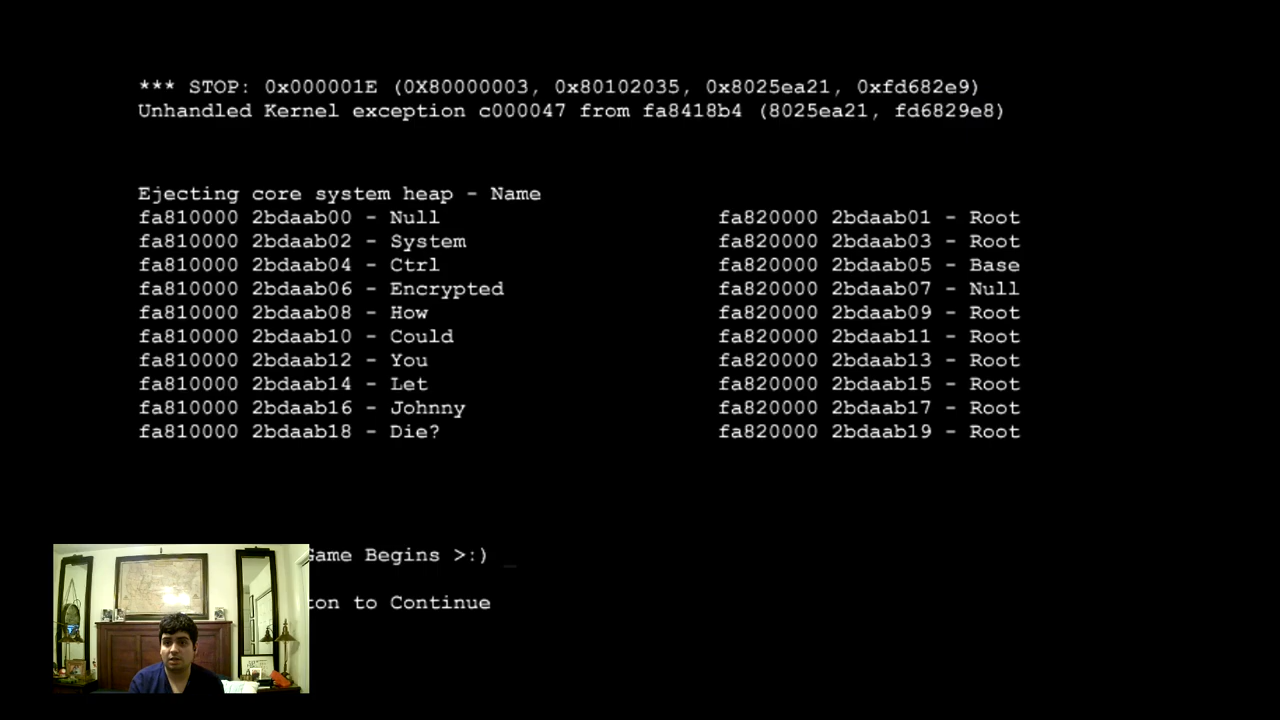 *** STOP: 0x000001E (0X80000003, 0x80102035, 0x8025ea21, 0xfd682e9)
Unhandled Kernel exception c000047 from fa8418b4 (8025ea21, fd6829e8)
Ejecting core system heap - Name
fa810000 2bdaab00 - Null fa820000 2bdaab01 - Root
fa810000 2bdaab02 - System fa820000 2bdaab03 - Root
fa810000 2bdaab04 - Ctrl fa820000 2bdaab05 - Base
fa810000 2bdaab06 - Encrypted fa820000 2bdaab07 - Null
fa810000 2bdaab08 - How fa820000 2bdaab09 - Root
fa810000 2bdaab10 - Could fa820000 2bdaab11 - Root
fa810000 2bdaab12 - You fa820000 2bdaab13 - Root
fa810000 2bdaab14 - Let fa820000 2bdaab15 - Root
fa810000 2bdaab16 - Johnny fa820000 2bdaab17 - Root
fa810000 2bdaab18 - Die? fa820000 2bdaab19 - Root
Game Begins >:) _
ton to Continue